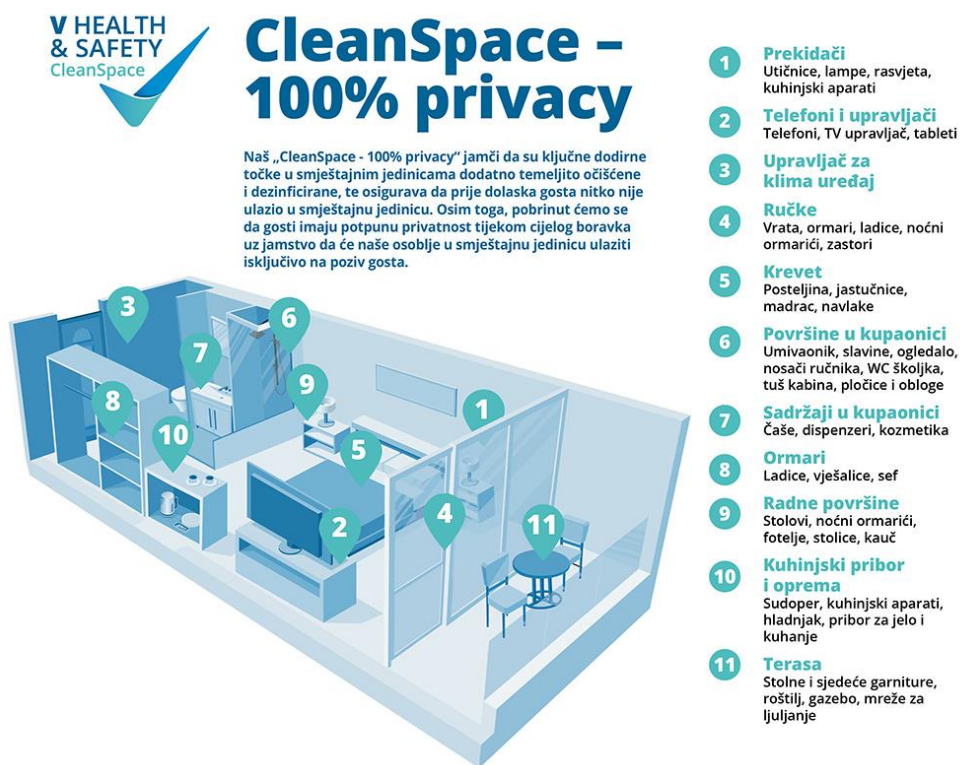 V HEALTH
& SAFETY
CleanSpace
CleanSpace –
100% privacy
Naš „CleanSpace - 100% privacy“ jamči da su ključne dodirne
točke u smještajnim jedinicama dodatno temeljito očišćene
i dezinficirane, te osigurava da prije dolaska gosta nitko nije
ulazio u smještajnu jedinicu. Osim toga, pobrinut ćemo se
da gosti imaju potpunu privatnost tijekom cijelog boravka
uz jamstvo da će naše osoblje u smještajnu jedinicu ulaziti
isključivo na poziv gosta.
3
6
7
9
8
1
10
5
4
11
2
1
Prekidači
Utičnice, lampe, rasvjeta,
kuhinjski aparati
2
Telefoni i upravljači
Telefoni, TV upravljač, tableti
3
Upravljač za
klima uređaj
4
Ručke
Vrata, ormari, ladice, noćni
ormarići, zastori
5
Krevet
Posteljina, jastučnice,
madrac, navlake
6
Površine u kupaonici
Umivaonik, slavine, ogledalo,
nosači ručnika, WC školjka,
tuš kabina, pločice i obloge
7
Sadržaji u kupaonici
Čaše, dispenzeri, kozmetika
8
Ormari
Ladice, vješalice, sef
9
Radne površine
Stolovi, noćni ormarići,
fotelje, stolice, kauč
10
Kuhinjski pribor
i oprema
Sudoper, kuhinjski aparati,
hladnjak, pribor za jelo i
kuhanje
11
Terasa
Stolne i sjedeće garniture,
roštilj, gazebo, mreže za
ljuljanje